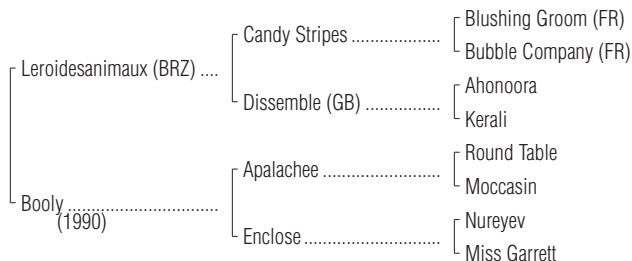 Blushing Groom (FR)
Candy Stripes ....................
Bubble Company (FR)
Leroidesanimaux (BRZ) ....
Ahonoora
Dissemble (GB) .................
Kerali
Round Table
Apalachee ..........................
Moccasin
Booly .................................
(1990)
Nureyev
Enclose ..............................
Miss Garrett